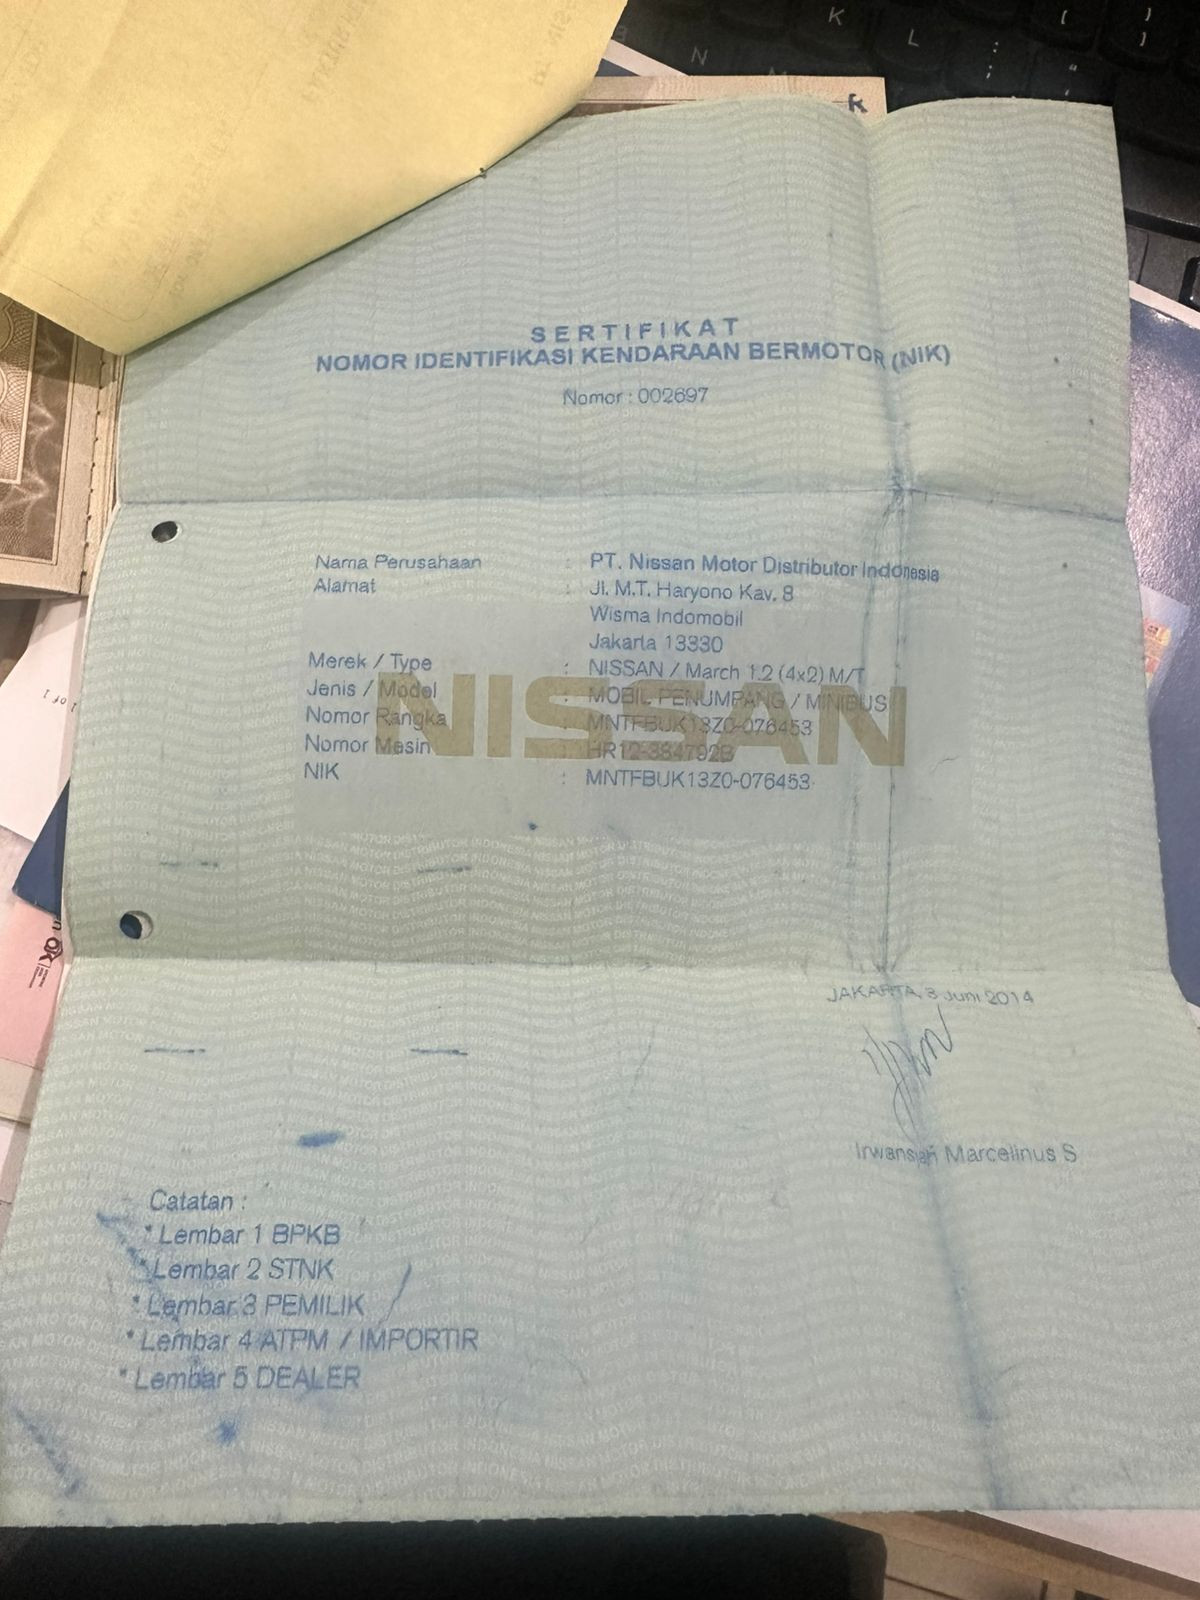 SERTIFIKAT
NOMOR IDENTIFIKASI KENDARAAN BERMOTOR (NIK)
Nomor : 002697
Nama Perusahaan : PT. Nissan Motor Distributor Indonesia
Alamat : Jl. M.T. Haryono Kav. 8
Wisma Indomobil
Jakarta 13330
Merek / Type : NISSAN / March 1.2 (4x2) M/T
Jenis / Model : MOBIL PENUMPANG / MINIBUS
Nomor Rangka : MNTFBUK13Z0-076453
Nomor Mesin : HR12-384792B
NIK : MNTFBUK13Z0-076453
NISSAN
JAKARTA, 3 Juni 2014
Irwansjah Marcelinus S
Catatan :
* Lembar 1 BPKB
* Lembar 2 STNK
* Lembar 3 PEMILIK
* Lembar 4 ATPM / IMPORTIR
* Lembar 5 DEALER